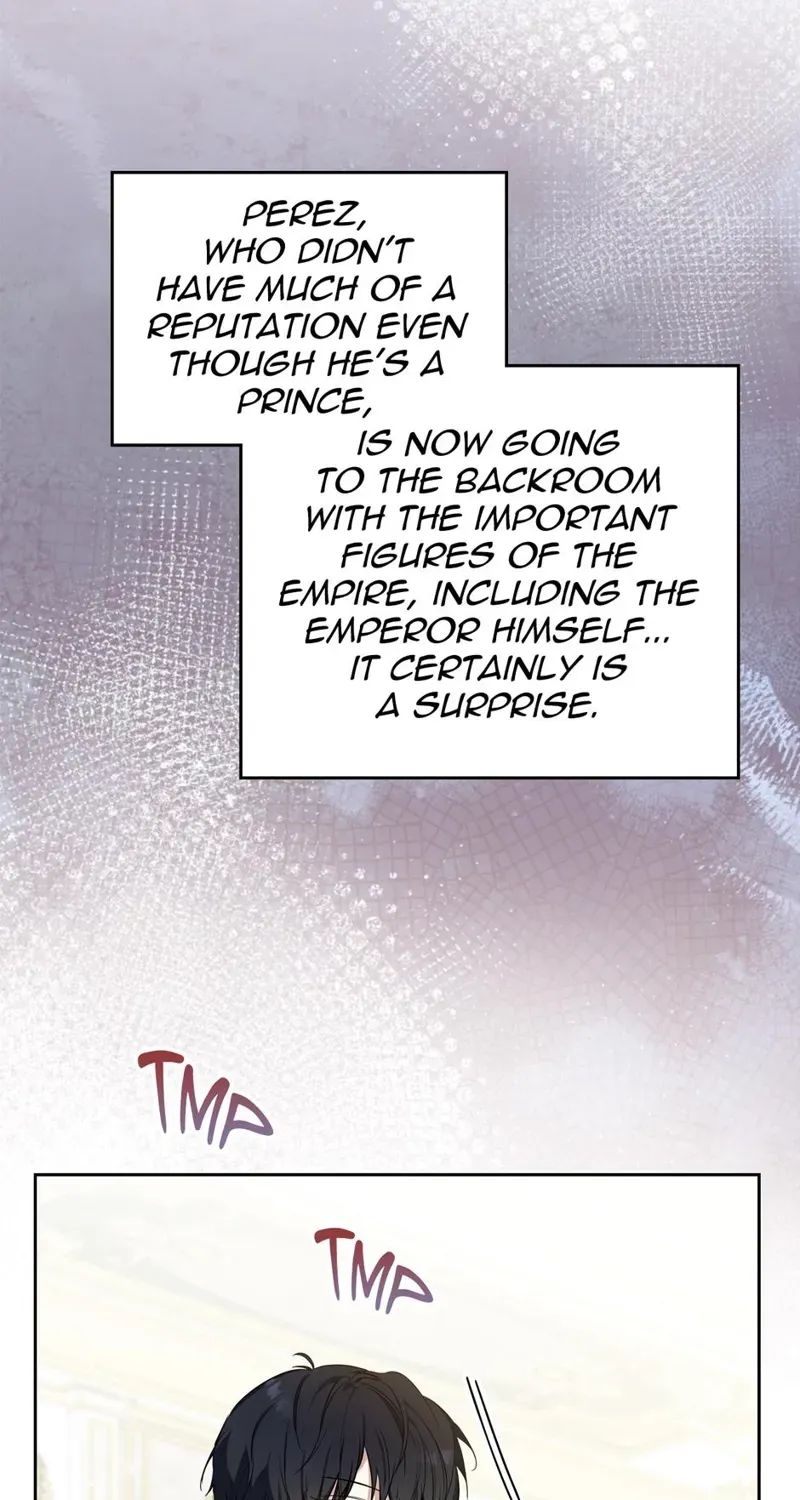 PEREZ,
WHO DIDN'T
HAVE MUCH OF A
REPUTATION EVEN
THOUGH HE'S A
PRINCE,
IS NOW GOING
TO THE BACKROOM
WITH THE IMPORTANT
FIGURES OF THE
EMPIRE, INCLUDING THE
EMPEROR HIMSELF...
IT CERTAINLY IS
A SURPRISE.
TMP
TMP